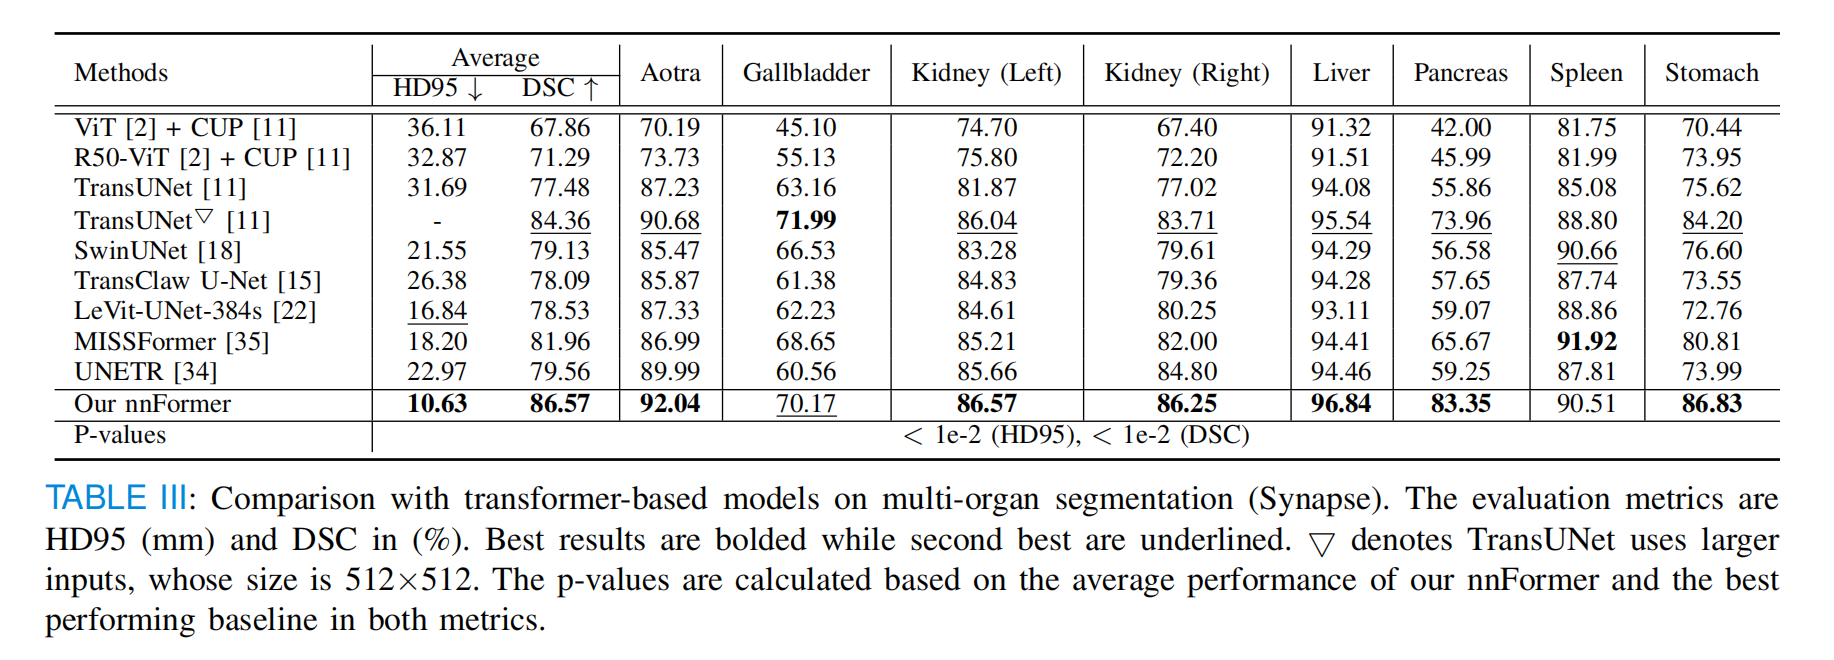 Methods Average Aotra Gallbladder Kidney (Left) Kidney (Right) Liver Pancreas Spleen Stomach
HD95 ↓ DSC ↑
ViT [2] + CUP [11] 36.11 67.86 70.19 45.10 74.70 67.40 91.32 42.00 81.75 70.44
R50-ViT [2] + CUP [11] 32.87 71.29 73.73 55.13 75.80 72.20 91.51 45.99 81.99 73.95
TransUNet [11] 31.69 77.48 87.23 63.16 81.87 77.02 94.08 55.86 85.08 75.62
TransUNet▽ [11] - 84.36 90.68 71.99 86.04 83.71 95.54 73.96 88.80 84.20
SwinUNet [18] 21.55 79.13 85.47 66.53 83.28 79.61 94.29 56.58 90.66 76.60
TransClaw U-Net [15] 26.38 78.09 85.87 61.38 84.83 79.36 94.28 57.65 87.74 73.55
LeVit-UNet-384s [22] 16.84 78.53 87.33 62.23 84.61 80.25 93.11 59.07 88.86 72.76
MISSFormer [35] 18.20 81.96 86.99 68.65 85.21 82.00 94.41 65.67 91.92 80.81
UNETR [34] 22.97 79.56 89.99 60.56 85.66 84.80 94.46 59.25 87.81 73.99
Our nnFormer 10.63 86.57 92.04 70.17 86.57 86.25 96.84 83.35 90.51 86.83
P-values < 1e-2 (HD95), < 1e-2 (DSC)
TABLE III: Comparison with transformer-based models on multi-organ segmentation (Synapse). The evaluation metrics are
HD95 (mm) and DSC in (%). Best results are bolded while second best are underlined. ▽ denotes TransUNet uses larger
inputs, whose size is 512×512. The p-values are calculated based on the average performance of our nnFormer and the best
performing baseline in both metrics.